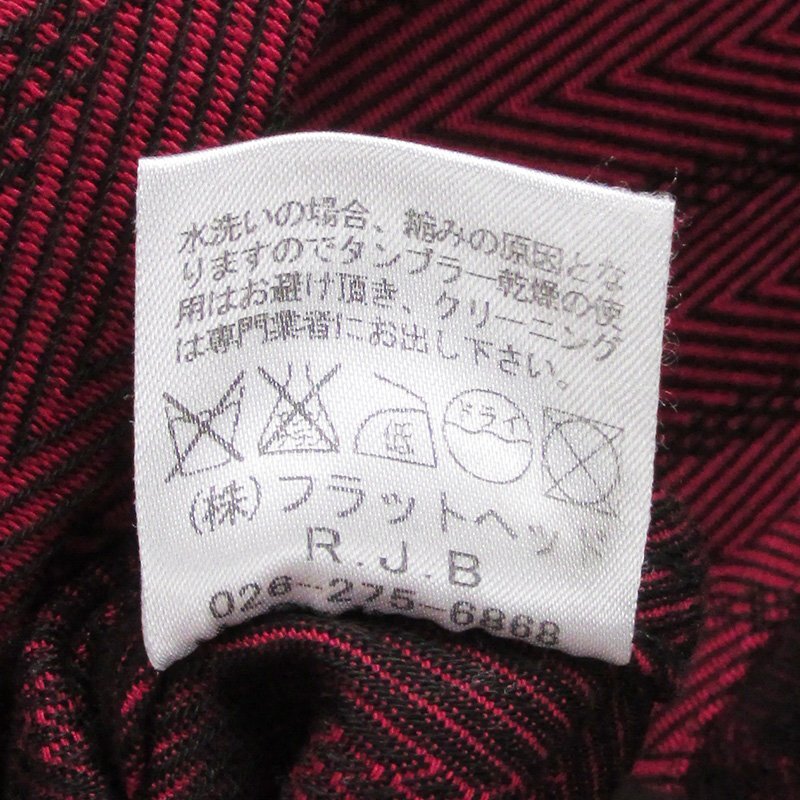 水洗いの場合、縮みの原因とな
りますのでタンブラー乾燥の使
用はお避け頂き、クリーニング
は専門業者にお出し下さい。
低 ドライ
(株)フラットヘッド
R.J.B
026-275-6868